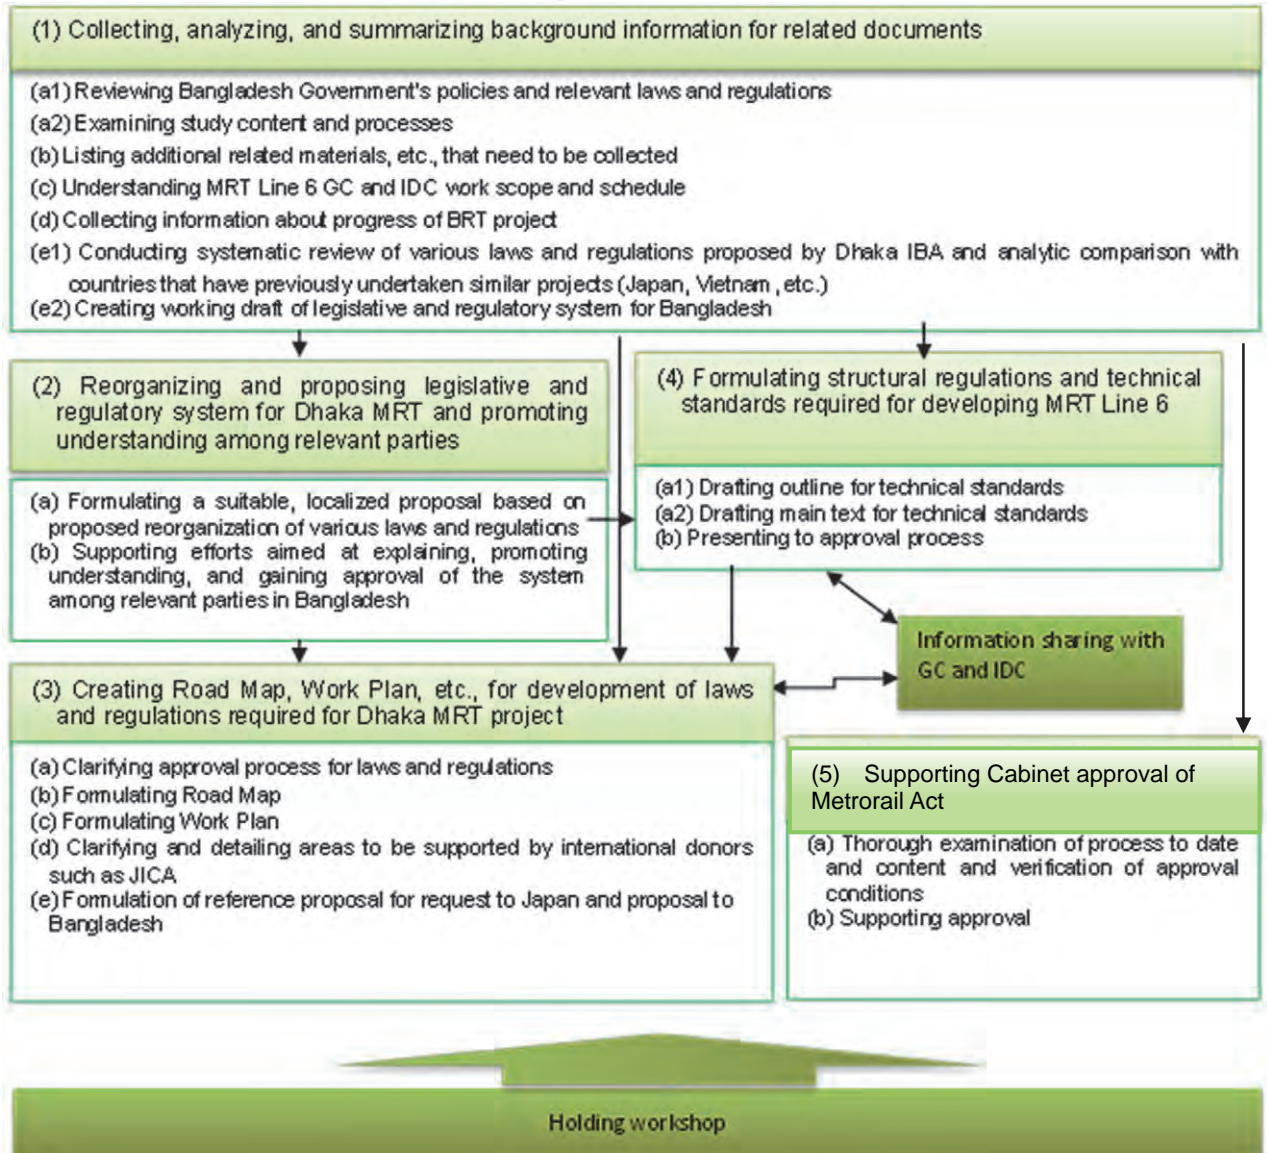 (1) Collecting, analyzing, and summarizing background information for related documents
(a1) Reviewing Bangladesh Government's policies and relevant laws and regulations
(a2) Examining study content and processes
(b) Listing additional related materials, etc., that need to be collected
(c) Understanding MRT Line 6 GC and IDC work scope and schedule
(d) Collecting information about progress of BRT project
(e1) Conducting systematic review of various laws and regulations proposed by Dhaka IBA and analytic comparison with
countries that have previously undertaken similar projects (Japan, Vietnam , etc.)
(e2) Creating working draft of legislative and regulatory system for Bangladesh
(2) Reorganizing and proposing legislative and
regulatory system for Dhaka MRT and promoting
understanding among relevant parties
(a) Formulating a suitable, localized proposal based on
proposed reorganization of various laws and regulations
(b) Supporting efforts aimed at explaining, promoting
understanding, and gaining approval of the system
among relevant parties in Bangladesh
(4) Formulating structural regulations and technical
standards required for developing MRT Line 6
(a1) Drafting outline for technical standards
(a2) Drafting main text for technical standards
(b) Presenting to approval process
Information sharing with
GC and IDC
(3) Creating Road Map, Work Plan, etc., for development of laws
and regulations required for Dhaka MRT project
(a) Clarifying approval process for laws and regulations
(b) Formulating Road Map
(c) Formulating Work Plan
(d) Clarifying and detailing areas to be supported by international donors
such as JICA
(e) Formulation of reference proposal for request to Japan and proposal to
Bangladesh
(5) Supporting Cabinet approval of
Metrorail Act
(a) Thorough examination of process to date
and content and verification of approval
conditions
(b) Supporting approval
Holding workshop